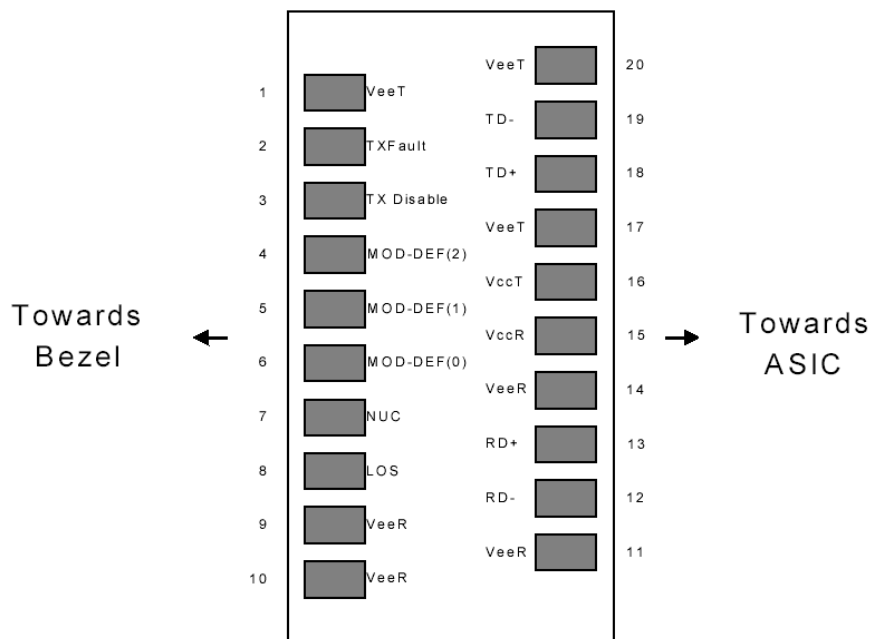 VeeT 20
1 VeeT
TD- 19
2 TXFault
TD+ 18
3 TX Disable
VeeT 17
4 MOD-DEF(2)
VccT 16
5 MOD-DEF(1)
Towards
Bezel
VccR 15
Towards
ASIC
6 MOD-DEF(0)
VeeR 14
7 NUC
RD+ 13
8 LOS
RD- 12
9 VeeR
VeeR 11
10 VeeR